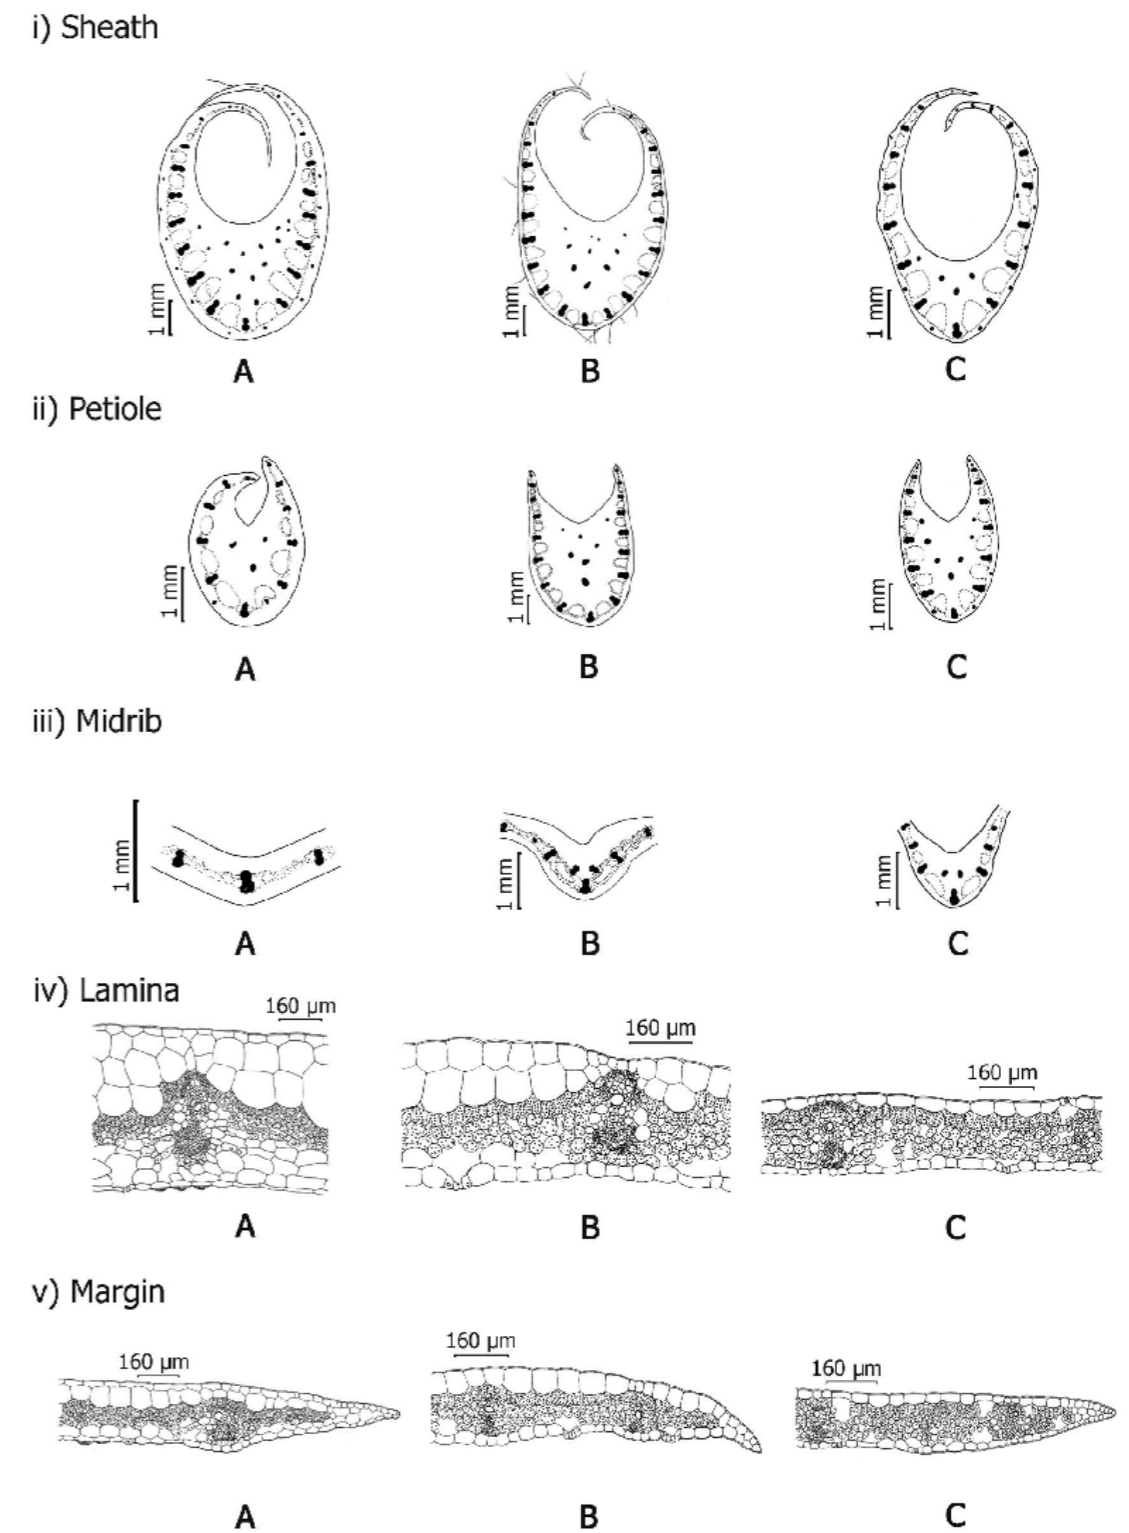 i) Sheath
1 mm
1 mm
1 mm
A
B
C
ii) Petiole
1 mm
1 mm
1 mm
A
B
C
iii) Midrib
1 mm
1 mm
1 mm
A
B
C
iv) Lamina
160 µm
160 µm
160 µm
A
B
C
v) Margin
160 µm
160 µm
160 µm
A
B
C